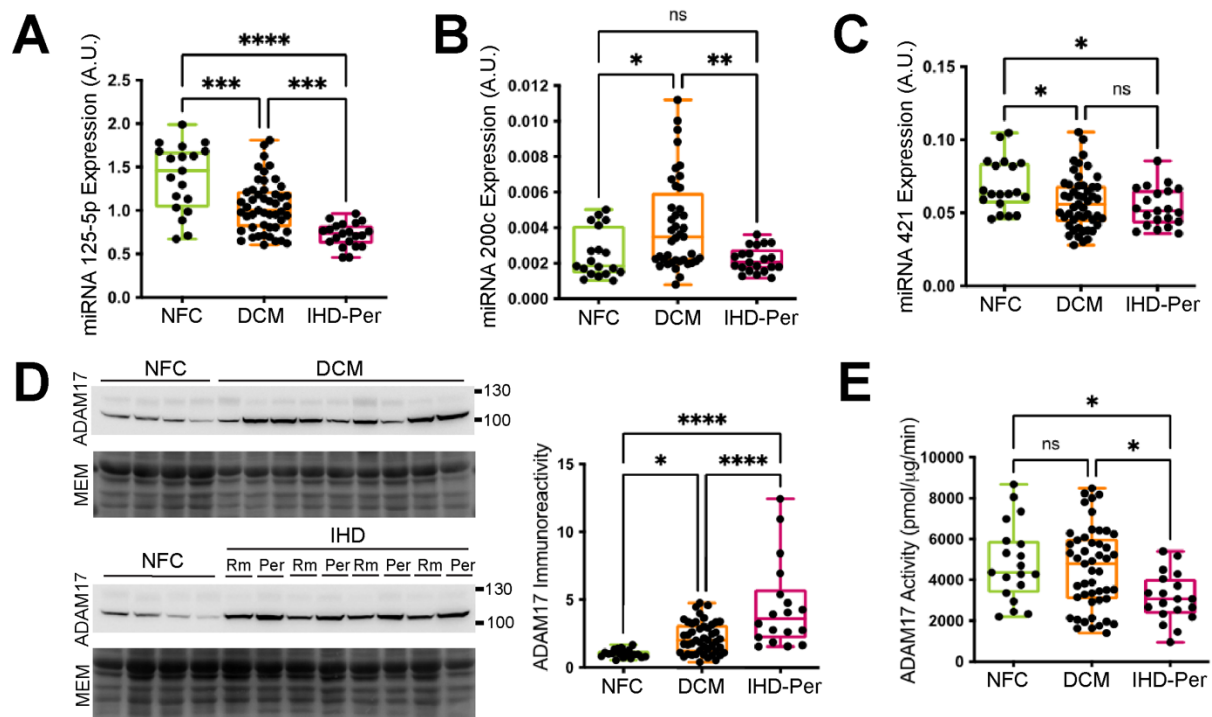 A
miRNA 125-5p Expression (A.U.)
2.5
2.0
1.5
1.0
0.5
0.0
****
***
***
NFC
DCM
IHD-Per
B
miRNA 200c Expression (A.U.)
0.012
0.010
0.008
0.006
0.004
0.002
0.000
ns
*
**
NFC
DCM
IHD-Per
C
miRNA 421 Expression (A.U.)
0.15
0.10
0.05
0.00
*
*
ns
NFC
DCM
IHD-Per
D
NFC
DCM
ADAM17
130
100
MEM
IHD
NFC
Rm Per Rm Per Rm Per Rm Per
ADAM17
130
100
MEM
ADAM17 Immunoreactivity
15
10
5
0
****
*
****
NFC
DCM
IHD-Per
E
ADAM17 Activity (pmol/µg/min)
10000
8000
6000
4000
2000
0
*
ns
*
NFC
DCM
IHD-Per